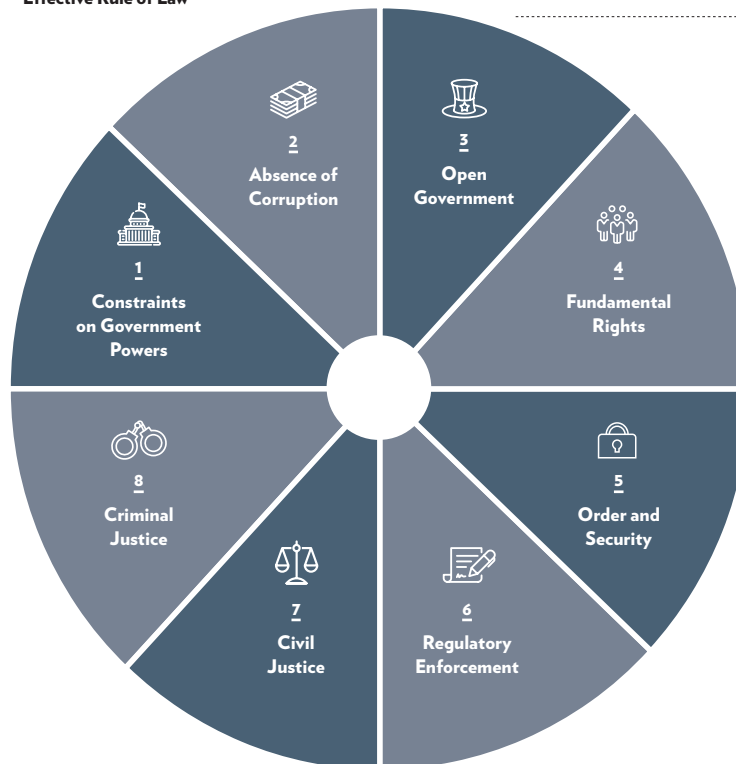 Effective Rule of Law
1
Constraints
on Government
Powers
2
Absence of
Corruption
3
Open
Government
4
Fundamental
Rights
5
Order and
Security
6
Regulatory
Enforcement
7
Civil
Justice
8
Criminal
Justice